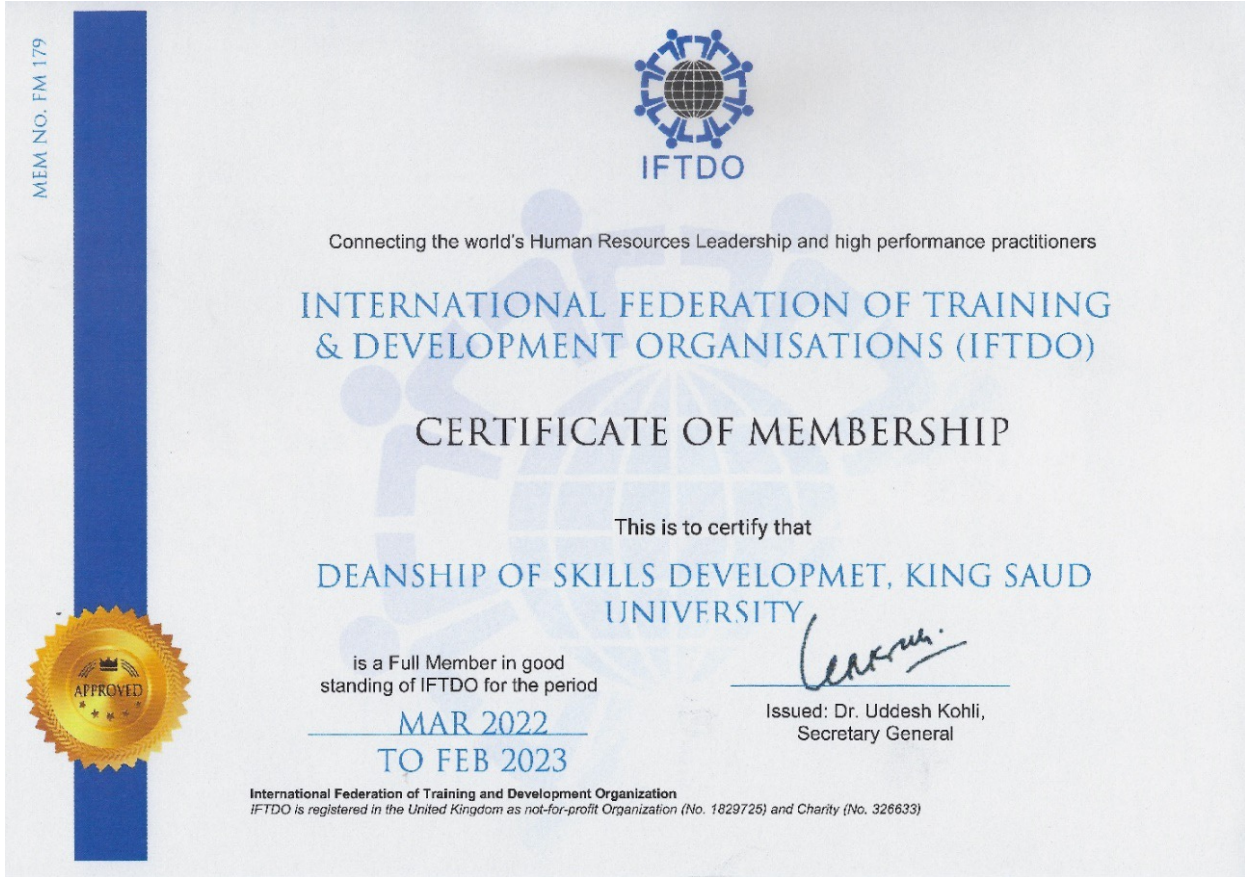 MEM NO. FM 179
IFTDO
Connecting the world's Human Resources Leadership and high performance practitioners
INTERNATIONAL FEDERATION OF TRAINING
& DEVELOPMENT ORGANISATIONS (IFTDO)
CERTIFICATE OF MEMBERSHIP
This is to certify that
DEANSHIP OF SKILLS DEVELOPMET, KING SAUD
UNIVERSITY
is a Full Member in good
standing of IFTDO for the period
MAR 2022
TO FEB 2023
APPROVED
Issued: Dr. Uddesh Kohli,
Secretary General
International Federation of Training and Development Organization
IFTDO is registered in the United Kingdom as not-for-profit Organization (No. 1829725) and Charity (No. 326633)